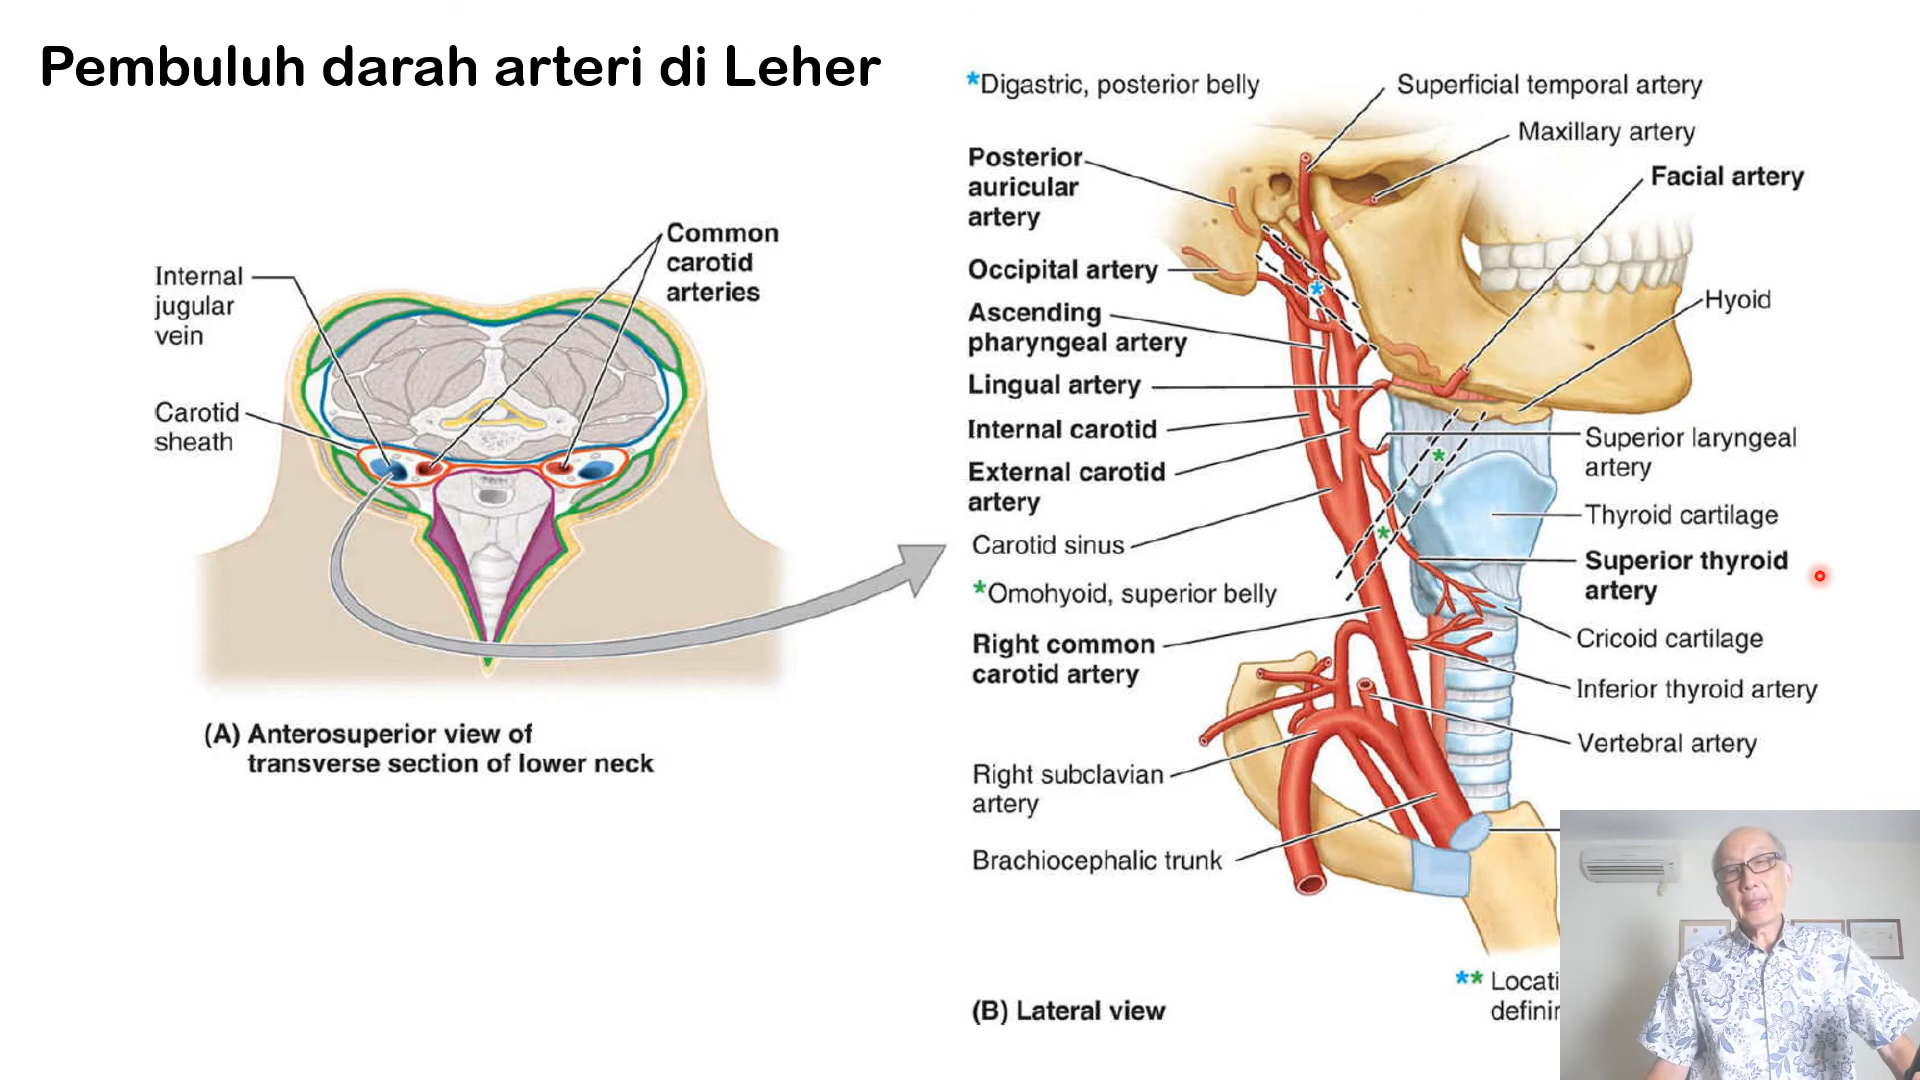 Pembuluh darah arteri di Leher
Internal
jugular
vein
Carotid
sheath
Common
carotid
arteries
(A) Anterosuperior view of
transverse section of lower neck
*Digastric, posterior belly
Posterior
auricular
artery
Occipital artery
Ascending
pharyngeal artery
Lingual artery
Internal carotid
External carotid
artery
Carotid sinus
*Omohyoid, superior belly
Right common
carotid artery
Right subclavian
artery
Brachiocephalic trunk
Superficial temporal artery
Maxillary artery
Facial artery
Hyoid
Superior laryngeal
artery
Thyroid cartilage
Superior thyroid
artery
Cricoid cartilage
Inferior thyroid artery
Vertebral artery
(B) Lateral view
** Locati
definin